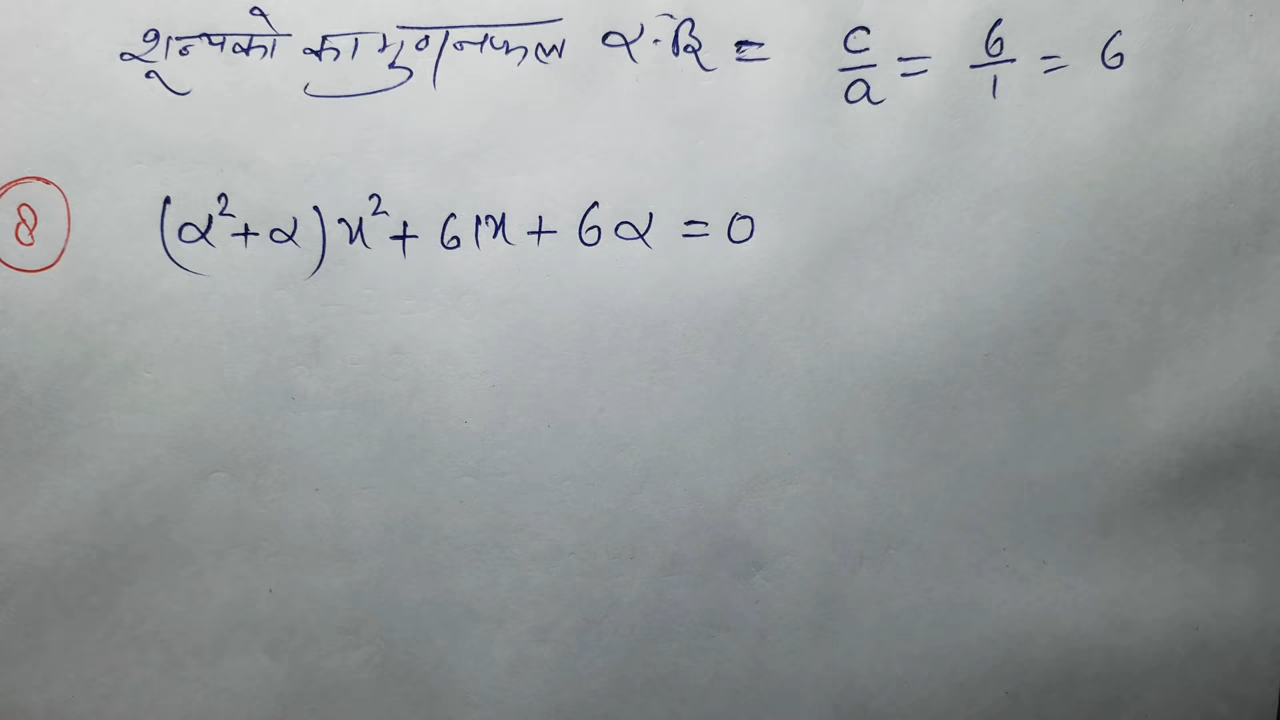 शून्यको का गुणनफल α·β = c/a = 6/1 = 6
8 (α²+α)x² + 61x + 6α = 0